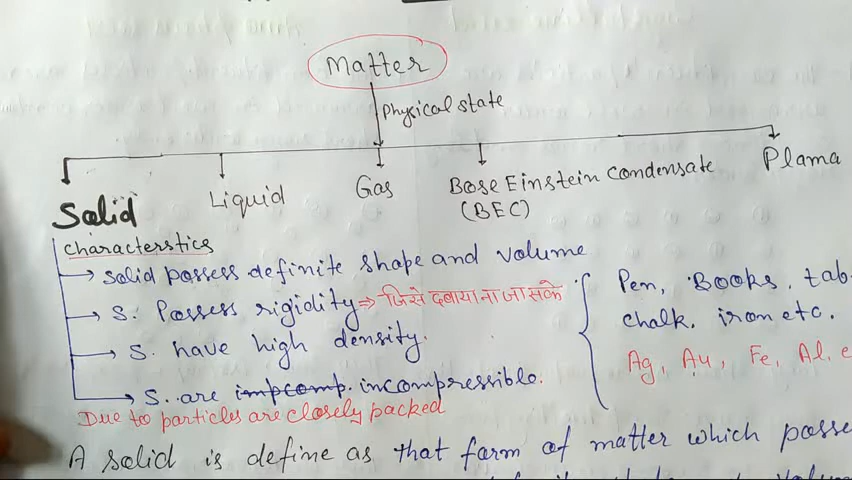 Matter
Physical state
Solid
Liquid
Gas
Bose Einstein condensate
(BEC)
Plama
characterstics
→ solid possess definite shape and volume
→ S. Possess rigidity ⇒ जिसे दबाया ना जा सके
→ S. have high density.
→ S. are impcomp. incompressible.
Due to particles are closely packed
Pen, Books, tab
chalk, iron etc.
Ag, Au, Fe, Al, e
A solid is define as that form of matter which posse